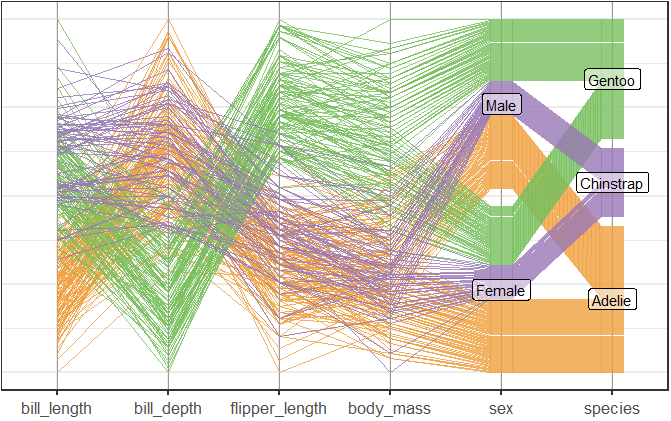 Gentoo
Male
Chinstrap
Female
Adelie
bill_length bill_depth flipper_length body_mass sex species